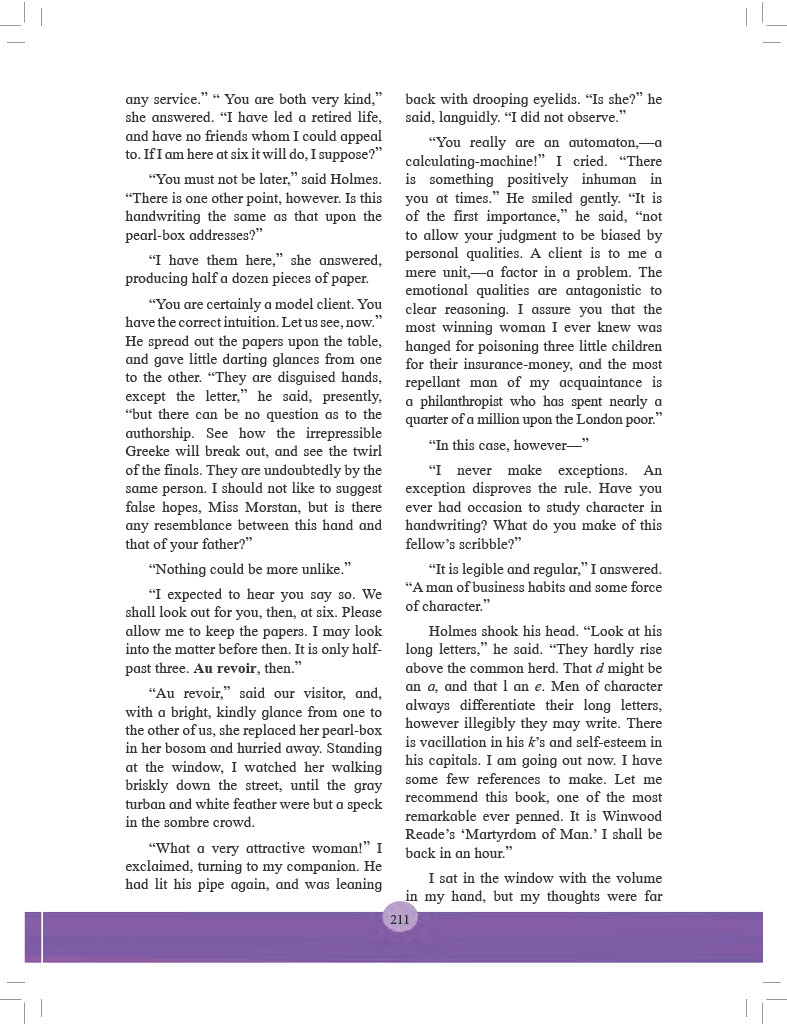 any service.” “ You are both very kind,”
she answered. “I have led a retired life,
and have no friends whom I could appeal
to. If I am here at six it will do, I suppose?”
“You must not be later,” said Holmes.
“There is one other point, however. Is this
handwriting the same as that upon the
pearl-box addresses?”
“I have them here,” she answered,
producing half a dozen pieces of paper.
“You are certainly a model client. You
have the correct intuition. Let us see, now.”
He spread out the papers upon the table,
and gave little darting glances from one
to the other. “They are disguised hands,
except the letter,” he said, presently,
“but there can be no question as to the
authorship. See how the irrepressible
Greeke will break out, and see the twirl
of the finals. They are undoubtedly by the
same person. I should not like to suggest
false hopes, Miss Morstan, but is there
any resemblance between this hand and
that of your father?”
“Nothing could be more unlike.”
“I expected to hear you say so. We
shall look out for you, then, at six. Please
allow me to keep the papers. I may look
into the matter before then. It is only half-
past three. Au revoir, then.”
“Au revoir,” said our visitor, and,
with a bright, kindly glance from one to
the other of us, she replaced her pearl-box
in her bosom and hurried away. Standing
at the window, I watched her walking
briskly down the street, until the gray
turban and white feather were but a speck
in the sombre crowd.
“What a very attractive woman!” I
exclaimed, turning to my companion. He
had lit his pipe again, and was leaning
back with drooping eyelids. “Is she?” he
said, languidly. “I did not observe.”
“You really are an automaton,—a
calculating-machine!” I cried. “There
is something positively inhuman in
you at times.” He smiled gently. “It is
of the first importance,” he said, “not
to allow your judgment to be biased by
personal qualities. A client is to me a
mere unit,—a factor in a problem. The
emotional qualities are antagonistic to
clear reasoning. I assure you that the
most winning woman I ever knew was
hanged for poisoning three little children
for their insurance-money, and the most
repellant man of my acquaintance is
a philanthropist who has spent nearly a
quarter of a million upon the London poor.”
“In this case, however—”
“I never make exceptions. An
exception disproves the rule. Have you
ever had occasion to study character in
handwriting? What do you make of this
fellow’s scribble?”
“It is legible and regular,” I answered.
“A man of business habits and some force
of character.”
Holmes shook his head. “Look at his
long letters,” he said. “They hardly rise
above the common herd. That d might be
an a, and that l an e. Men of character
always differentiate their long letters,
however illegibly they may write. There
is vacillation in his k’s and self-esteem in
his capitals. I am going out now. I have
some few references to make. Let me
recommend this book, one of the most
remarkable ever penned. It is Winwood
Reade’s ‘Martyrdom of Man.’ I shall be
back in an hour.”
I sat in the window with the volume
in my hand, but my thoughts were far
211